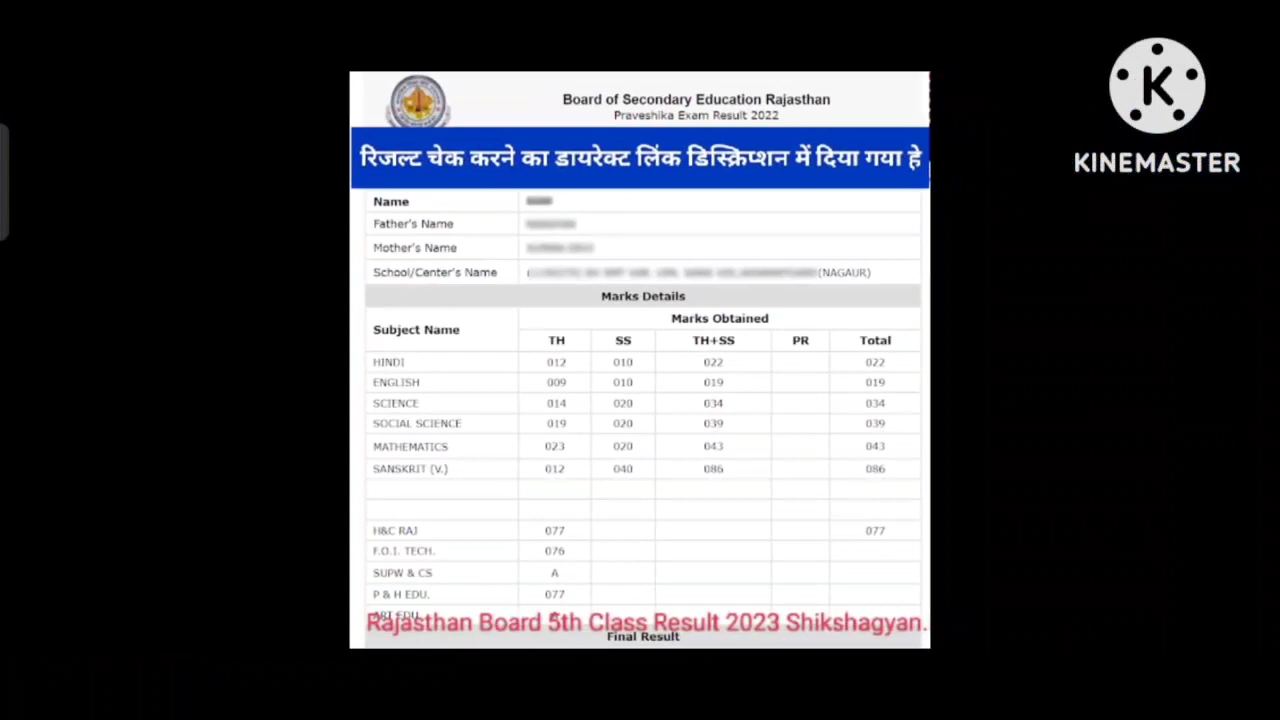 Board of Secondary Education Rajasthan
Praveshika Exam Result 2022
रिजल्ट चेक करने का डायरेक्ट लिंक डिस्क्रिप्शन में दिया गया हे
K
KINEMASTER
Name
Father's Name
Mother's Name
School/Center's Name (NAGAUR)
Marks Details
Subject Name Marks Obtained
TH SS TH+SS PR Total
HINDI 012 010 022 022
ENGLISH 009 010 019 019
SCIENCE 014 020 034 034
SOCIAL SCIENCE 019 020 039 039
MATHEMATICS 023 020 043 043
SANSKRIT (V.) 012 040 086 086
H&C RAJ 077 077
F.O.I. TECH. 076
SUPW & CS A
P & H EDU. 077
ART EDU.
Rajasthan Board 5th Class Result 2023 Shikshagyan.
Final Result